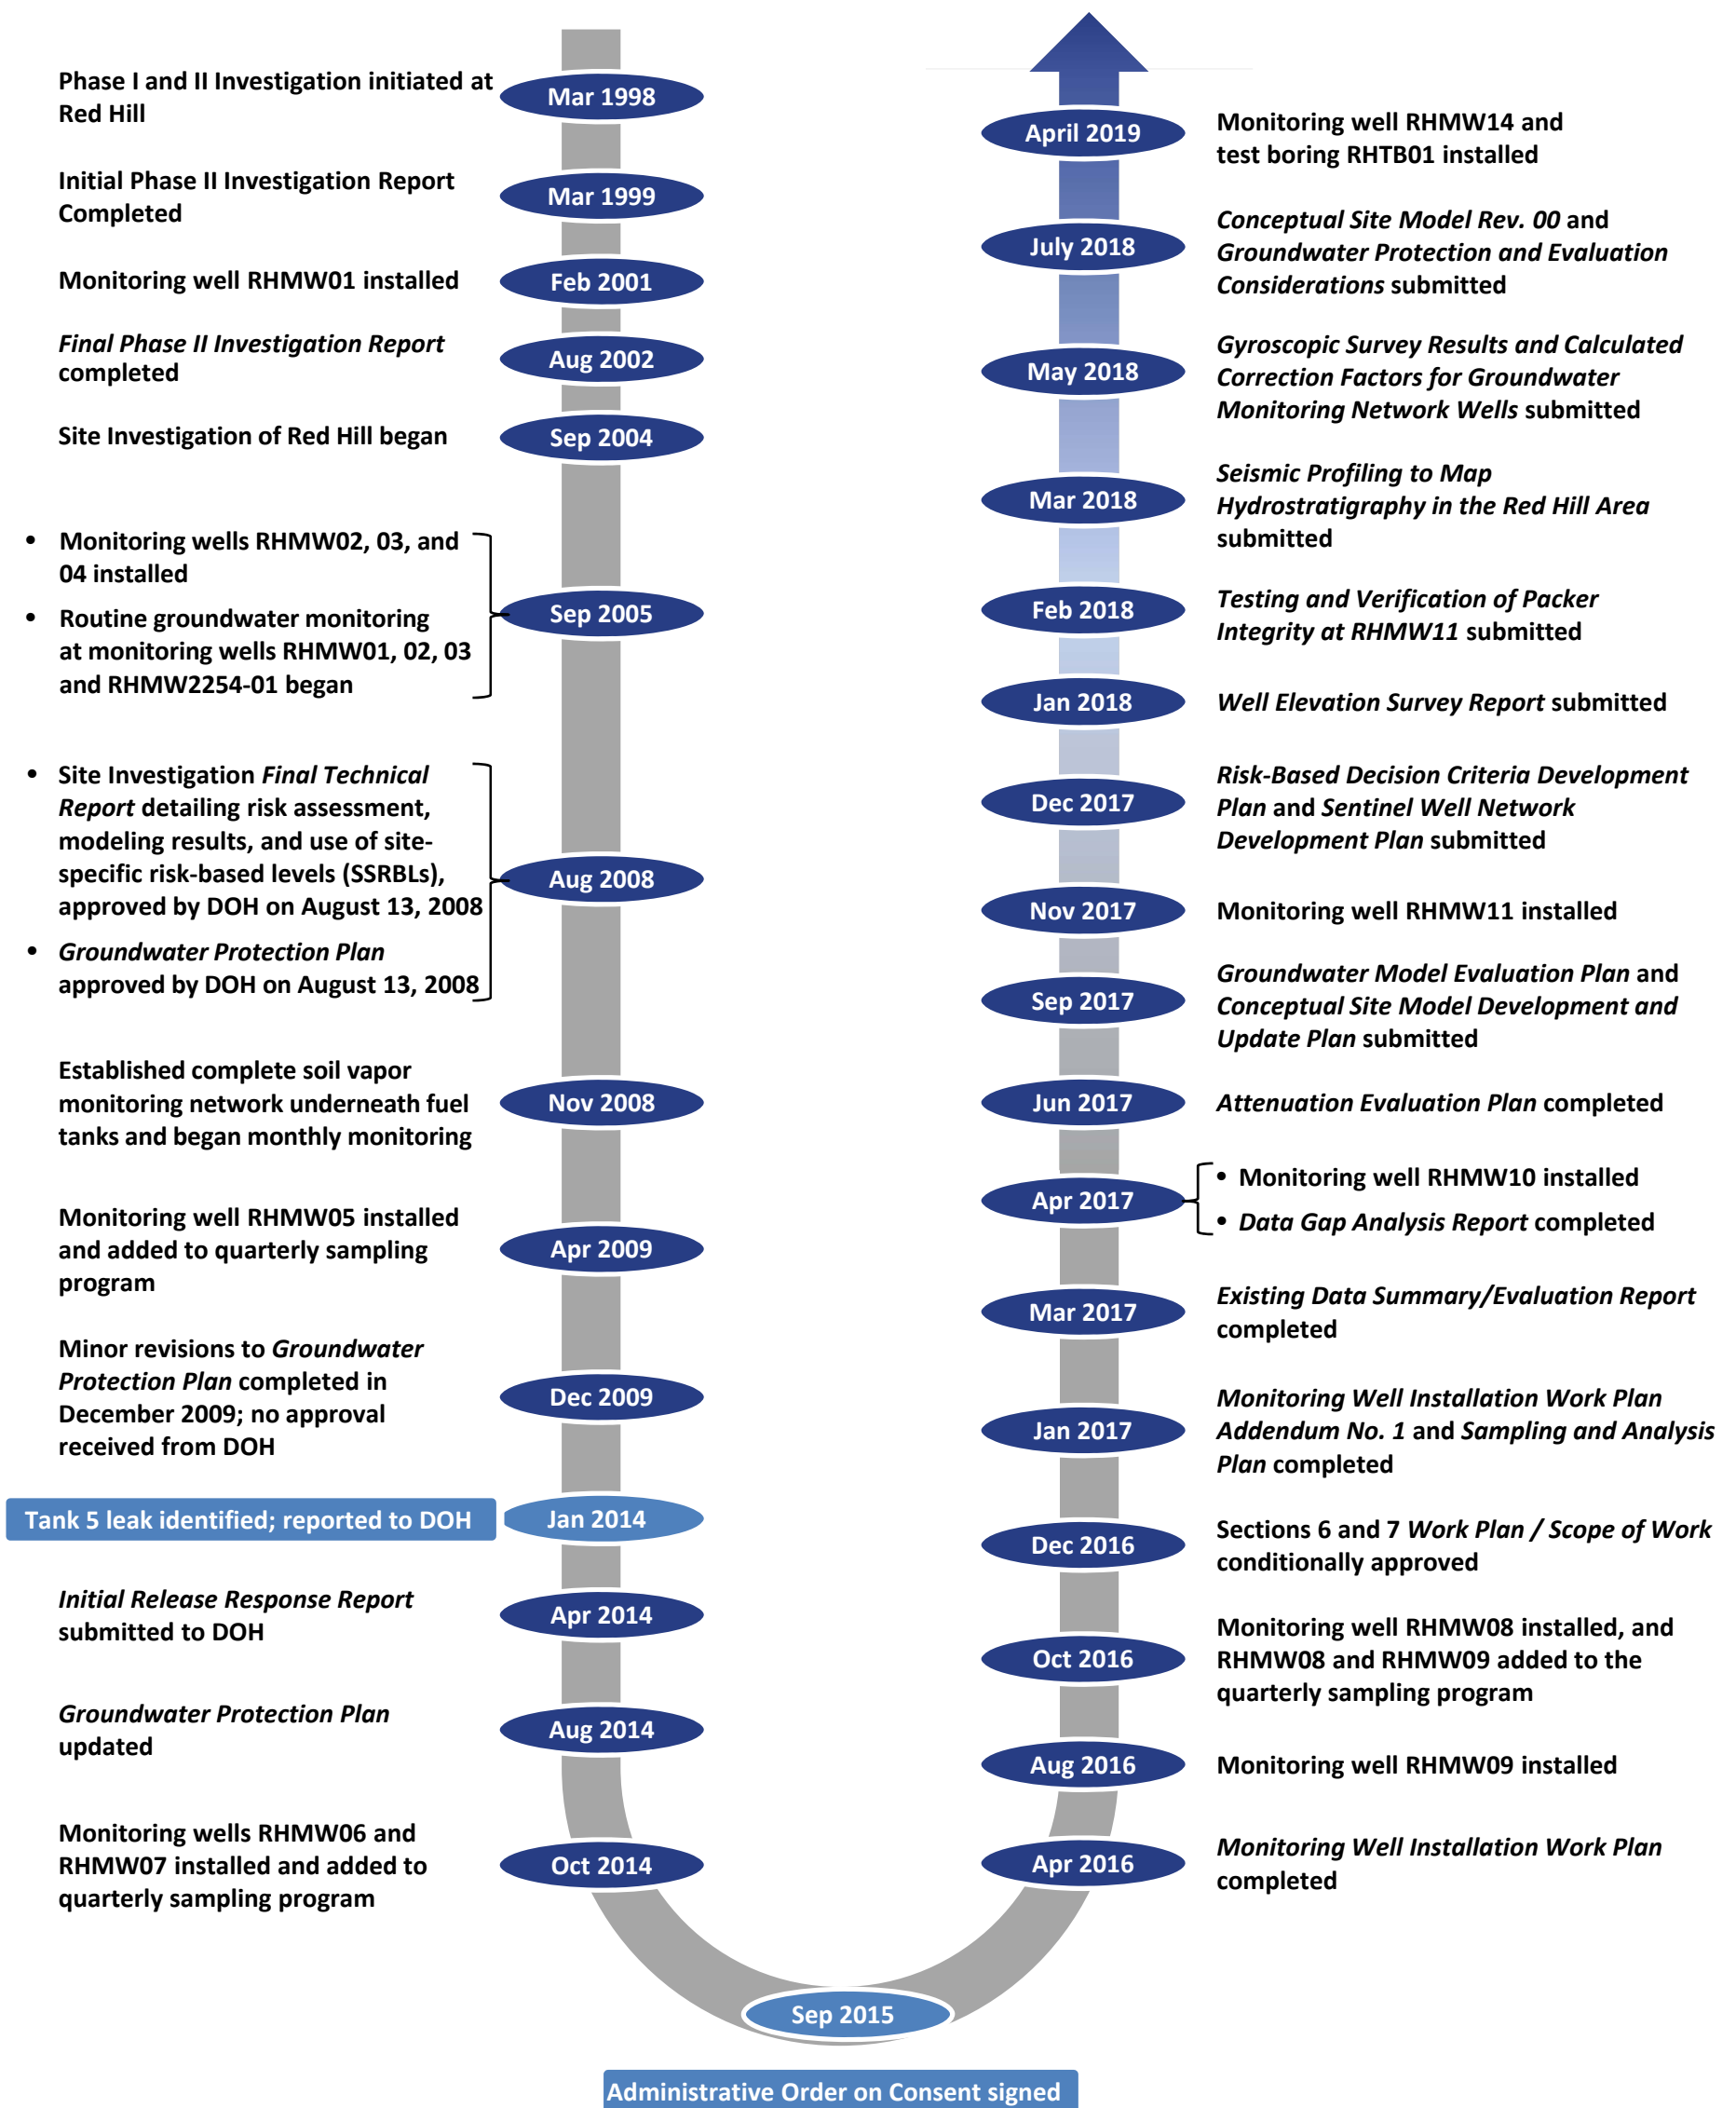 Phase I and II Investigation initiated at
Red Hill
Mar 1998
Initial Phase II Investigation Report
Completed
Mar 1999
Monitoring well RHMW01 installed
Feb 2001
Final Phase II Investigation Report
completed
Aug 2002
Site Investigation of Red Hill began
Sep 2004
• Monitoring wells RHMW02, 03, and
04 installed
• Routine groundwater monitoring
at monitoring wells RHMW01, 02, 03
and RHMW2254-01 began
Sep 2005
• Site Investigation Final Technical
Report detailing risk assessment,
modeling results, and use of site-
specific risk-based levels (SSRBLs),
approved by DOH on August 13, 2008
• Groundwater Protection Plan
approved by DOH on August 13, 2008
Aug 2008
Established complete soil vapor
monitoring network underneath fuel
tanks and began monthly monitoring
Nov 2008
Monitoring well RHMW05 installed
and added to quarterly sampling
program
Apr 2009
Minor revisions to Groundwater
Protection Plan completed in
December 2009; no approval
received from DOH
Dec 2009
Tank 5 leak identified; reported to DOH
Jan 2014
Initial Release Response Report
submitted to DOH
Apr 2014
Groundwater Protection Plan
updated
Aug 2014
Monitoring wells RHMW06 and
RHMW07 installed and added to
quarterly sampling program
Oct 2014
Sep 2015
Administrative Order on Consent signed
Apr 2016
Monitoring Well Installation Work Plan
completed
Aug 2016
Monitoring well RHMW09 installed
Oct 2016
Monitoring well RHMW08 installed, and
RHMW08 and RHMW09 added to the
quarterly sampling program
Dec 2016
Sections 6 and 7 Work Plan / Scope of Work
conditionally approved
Jan 2017
Monitoring Well Installation Work Plan
Addendum No. 1 and Sampling and Analysis
Plan completed
Mar 2017
Existing Data Summary/Evaluation Report
completed
Apr 2017
• Monitoring well RHMW10 installed
• Data Gap Analysis Report completed
Jun 2017
Attenuation Evaluation Plan completed
Sep 2017
Groundwater Model Evaluation Plan and
Conceptual Site Model Development and
Update Plan submitted
Nov 2017
Monitoring well RHMW11 installed
Dec 2017
Risk-Based Decision Criteria Development
Plan and Sentinel Well Network
Development Plan submitted
Jan 2018
Well Elevation Survey Report submitted
Feb 2018
Testing and Verification of Packer
Integrity at RHMW11 submitted
Mar 2018
Seismic Profiling to Map
Hydrostratigraphy in the Red Hill Area
submitted
May 2018
Gyroscopic Survey Results and Calculated
Correction Factors for Groundwater
Monitoring Network Wells submitted
July 2018
Conceptual Site Model Rev. 00 and
Groundwater Protection and Evaluation
Considerations submitted
April 2019
Monitoring well RHMW14 and
test boring RHTB01 installed